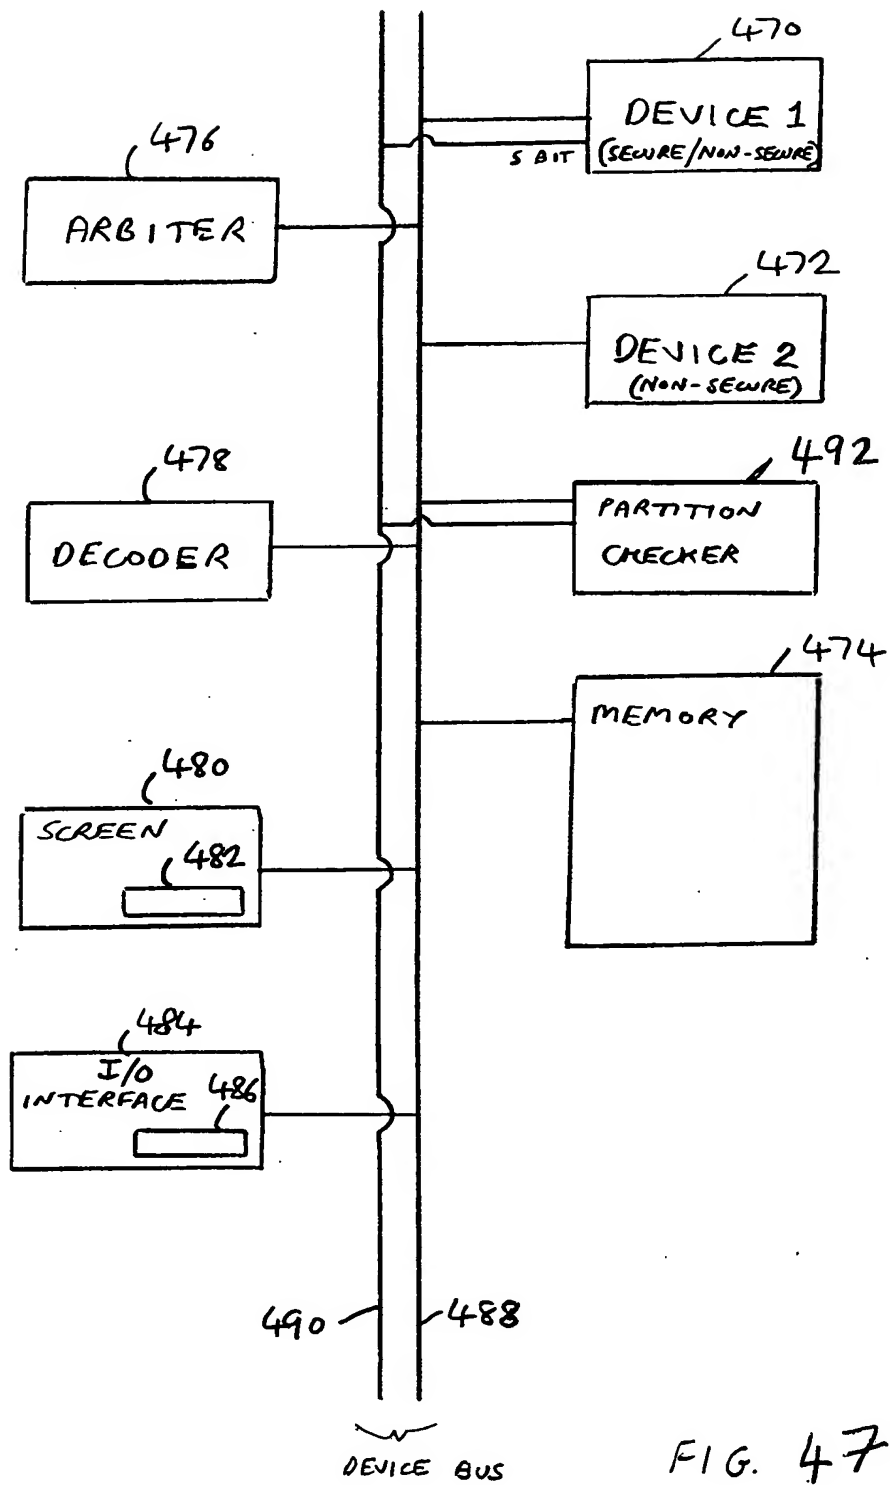 470
DEVICE 1
(SECURE/NON-SECURE)
S BIT
476
ARBITER
472
DEVICE 2
(NON-SECURE)
478
DECODER
492
PARTITION
CHECKER
474
MEMORY
480
SCREEN
482
484
I/O
INTERFACE
486
490
488
DEVICE BUS
FIG. 47